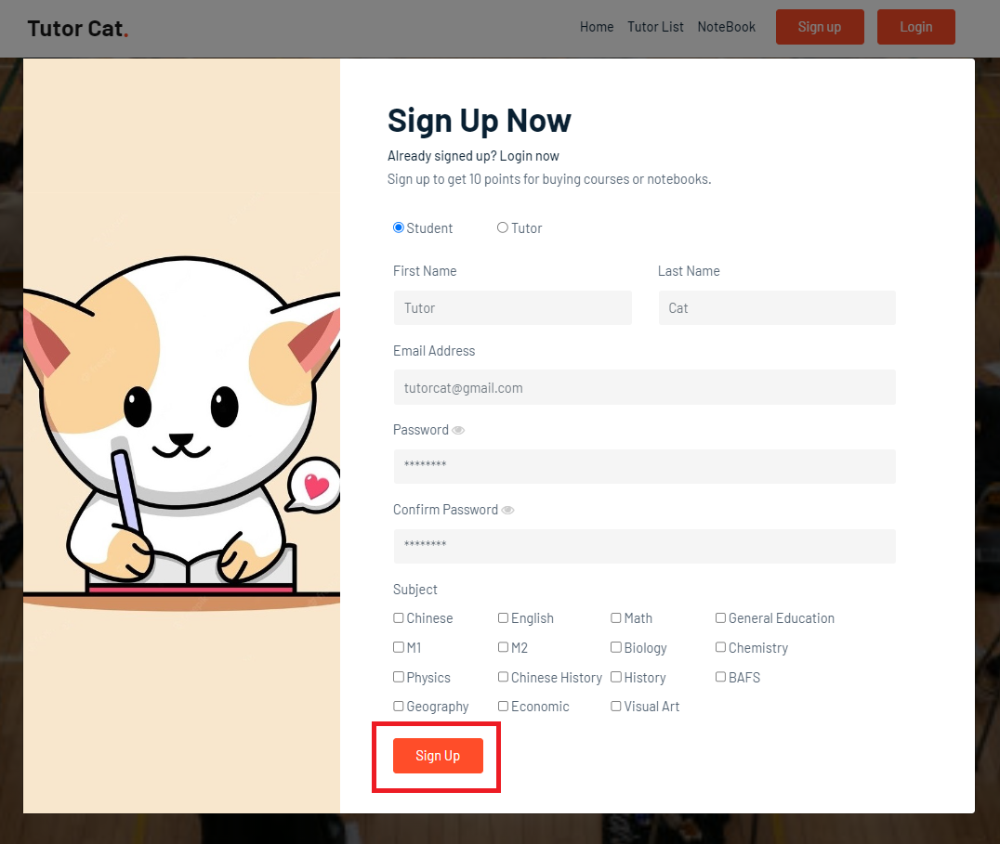 Tutor Cat.
Home Tutor List NoteBook Sign up Login
Sign Up Now
Already signed up? Login now
Sign up to get 10 points for buying courses or notebooks.
Student Tutor
First Name Last Name
Tutor Cat
Email Address
tutorcat@gmail.com
Password
********
Confirm Password
********
Subject
Chinese English Math General Education
M1 M2 Biology Chemistry
Physics Chinese History History BAFS
Geography Economic Visual Art
Sign Up